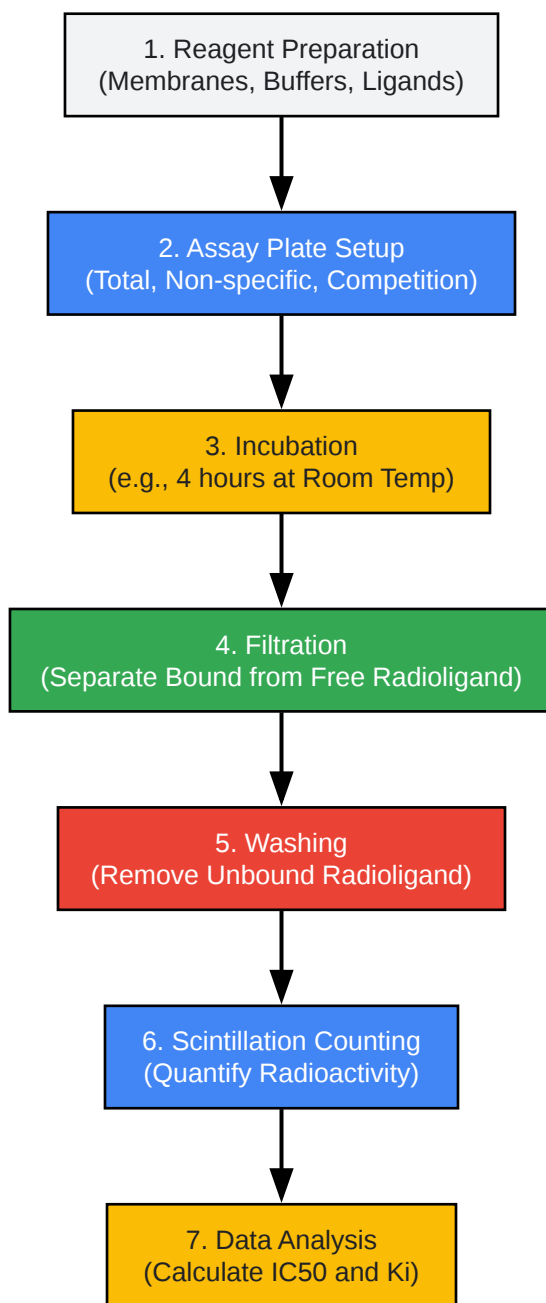 1. Reagent Preparation
(Membranes, Buffers, Ligands)
2. Assay Plate Setup
(Total, Non-specific, Competition)
3. Incubation
(e.g., 4 hours at Room Temp)
4. Filtration
(Separate Bound from Free Radioligand)
5. Washing
(Remove Unbound Radioligand)
6. Scintillation Counting
(Quantify Radioactivity)
7. Data Analysis
(Calculate IC50 and Ki)